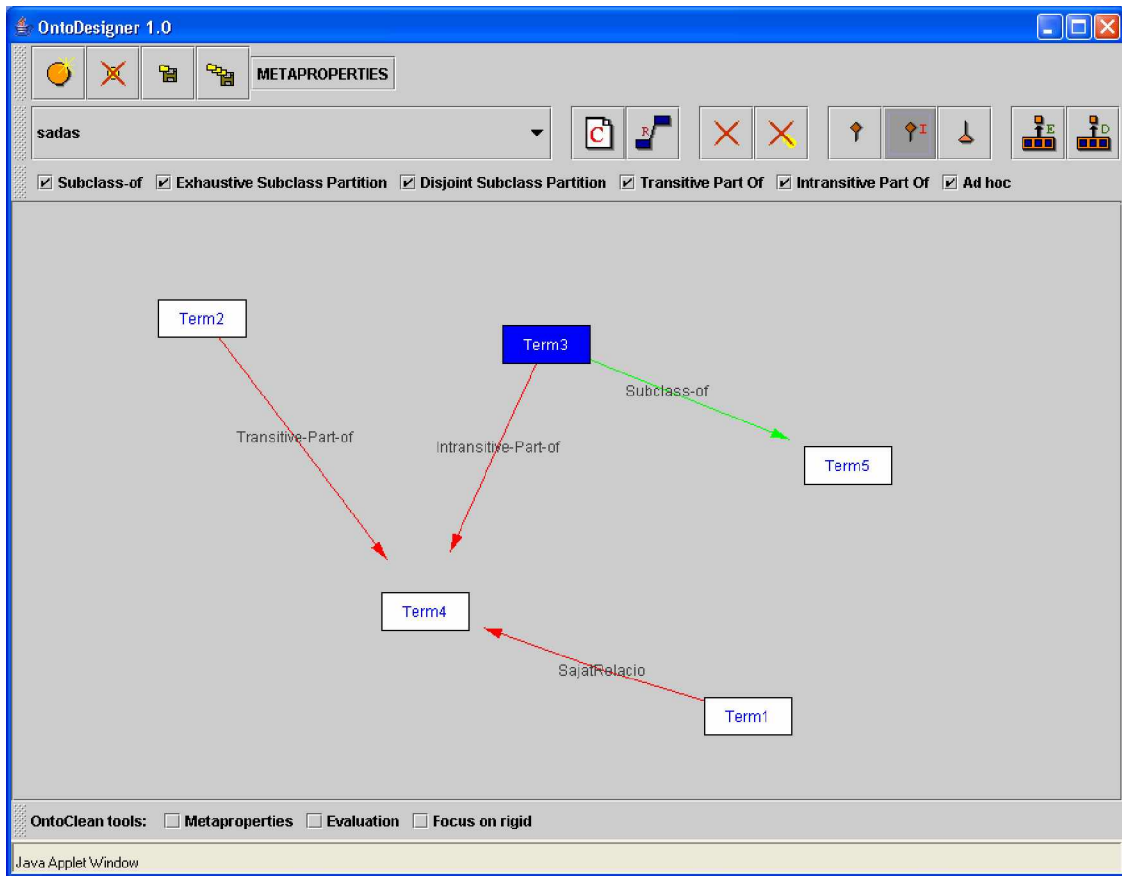 OntoDesigner 1.0
METAPROPERTIES
sadas
C
R
I
E
D
Subclass-of Exhaustive Subclass Partition Disjoint Subclass Partition Transitive Part Of Intransitive Part Of Ad hoc
Term2
Term3
Subclass-of
Transitive-Part-of
Intransitive-Part-of
Term5
Term4
SajatRelacio
Term1
OntoClean tools: Metaproperties Evaluation Focus on rigid
Java Applet Window